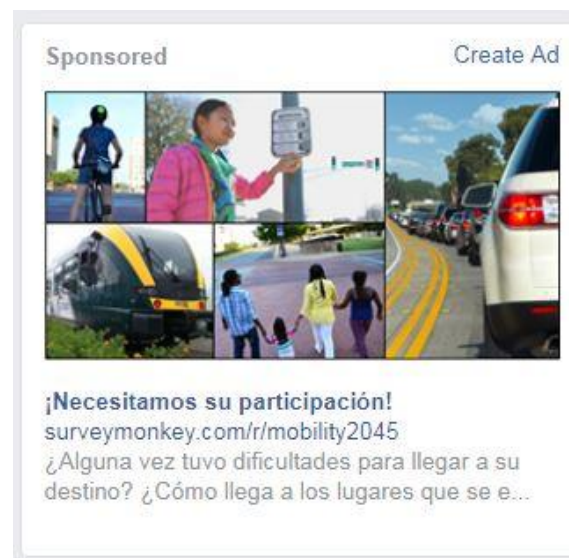 Sponsored
Create Ad
¡Necesitamos su participación!
surveymonkey.com/r/mobility2045
¿Alguna vez tuvo dificultades para llegar a su
destino? ¿Cómo llega a los lugares que se e...